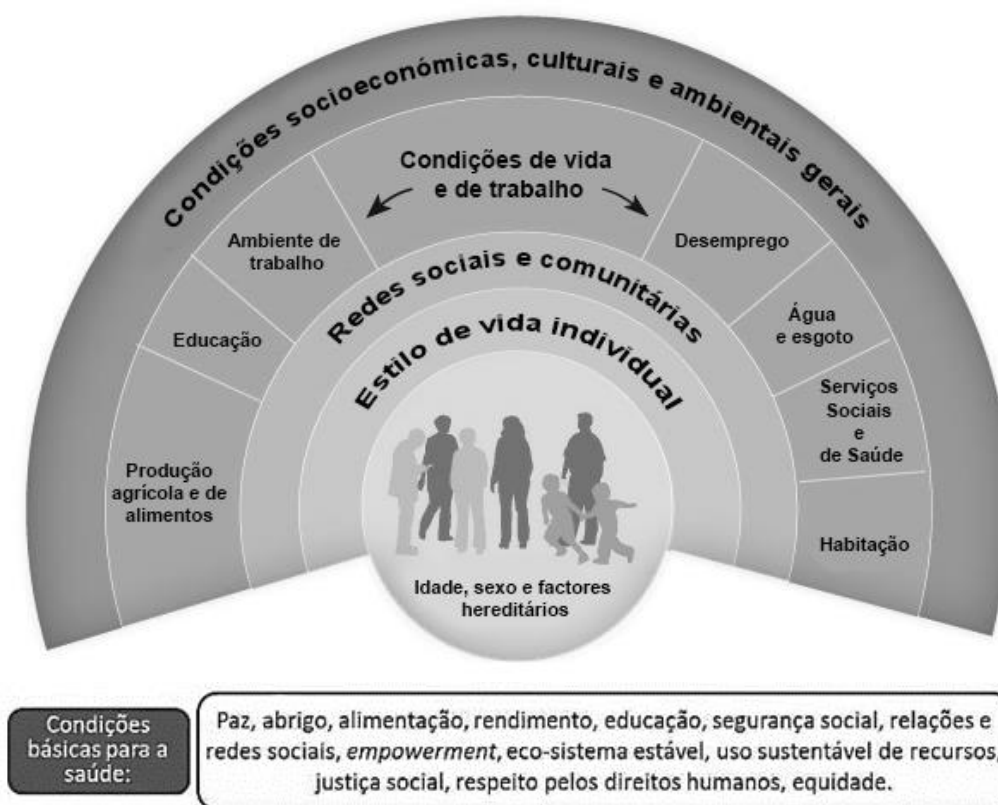 Condições socioeconómicas, culturais e ambientais gerais
Condições de vida
e de trabalho
Ambiente de
trabalho
Desemprego
Redes sociais e comunitárias
Educação
Água
e esgoto
Estilo de vida individual
Serviços
Sociais
e
de Saúde
Produção
agrícola e de
alimentos
Habitação
Idade, sexo e factores
hereditários
Condições
básicas para a
saúde:
Paz, abrigo, alimentação, rendimento, educação, segurança social, relações e
redes sociais, empowerment, eco-sistema estável, uso sustentável de recursos,
justiça social, respeito pelos direitos humanos, equidade.